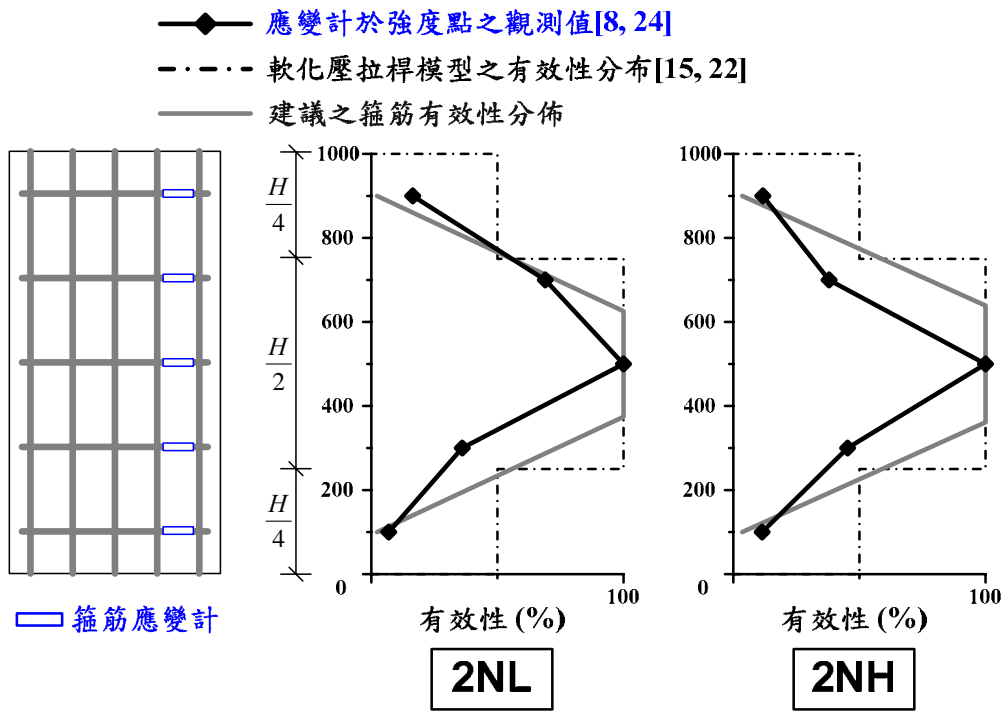 應變計於強度點之觀測值[8, 24]
軟化壓拉桿模型之有效性分布[15, 22]
建議之箍筋有效性分佈
H
4
H
2
H
4
箍筋應變計
1000
800
600
400
200
0
100
有效性 (%)
2NL
1000
800
600
400
200
0
100
有效性 (%)
2NH